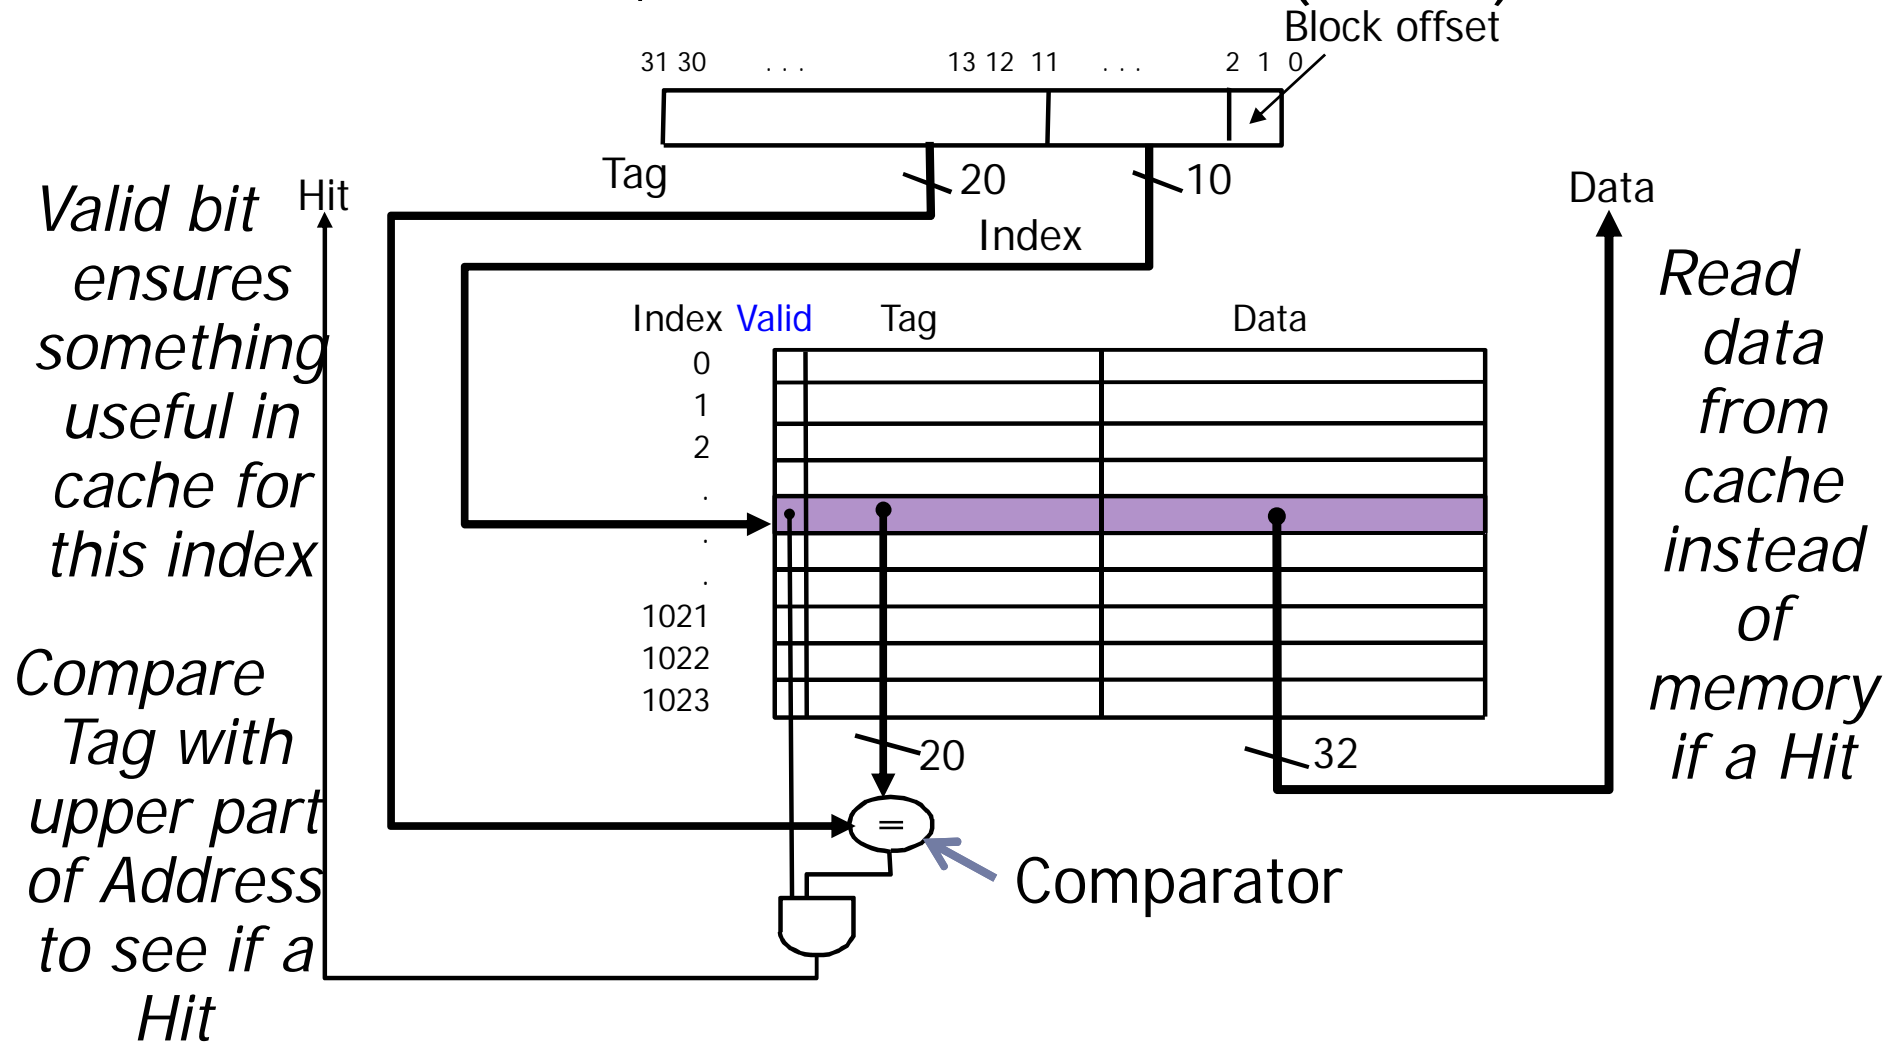 Block offset
31 30 . . . 13 12 11 . . . 2 1 0
Tag
20
10
Index
Hit
Data
Valid bit
ensures
something
useful in
cache for
this index
Compare
Tag with
upper part
of Address
to see if a
Hit
Index Valid Tag Data
0
1
2
.
.
.
1021
1022
1023
20
32
=
Comparator
Read
data
from
cache
instead
of
memory
if a Hit